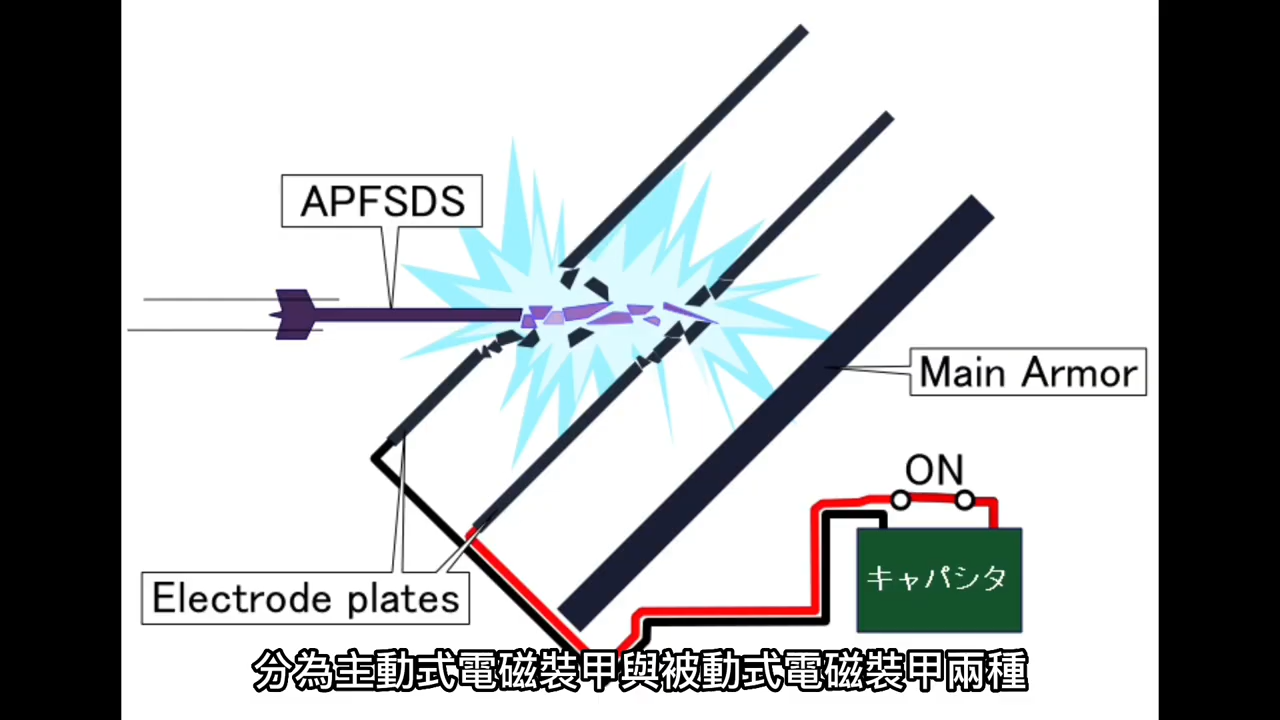 APFSDS
Main Armor
ON
キャパシタ
Electrode plates
分為主動式電磁裝甲與被動式電磁裝甲兩種